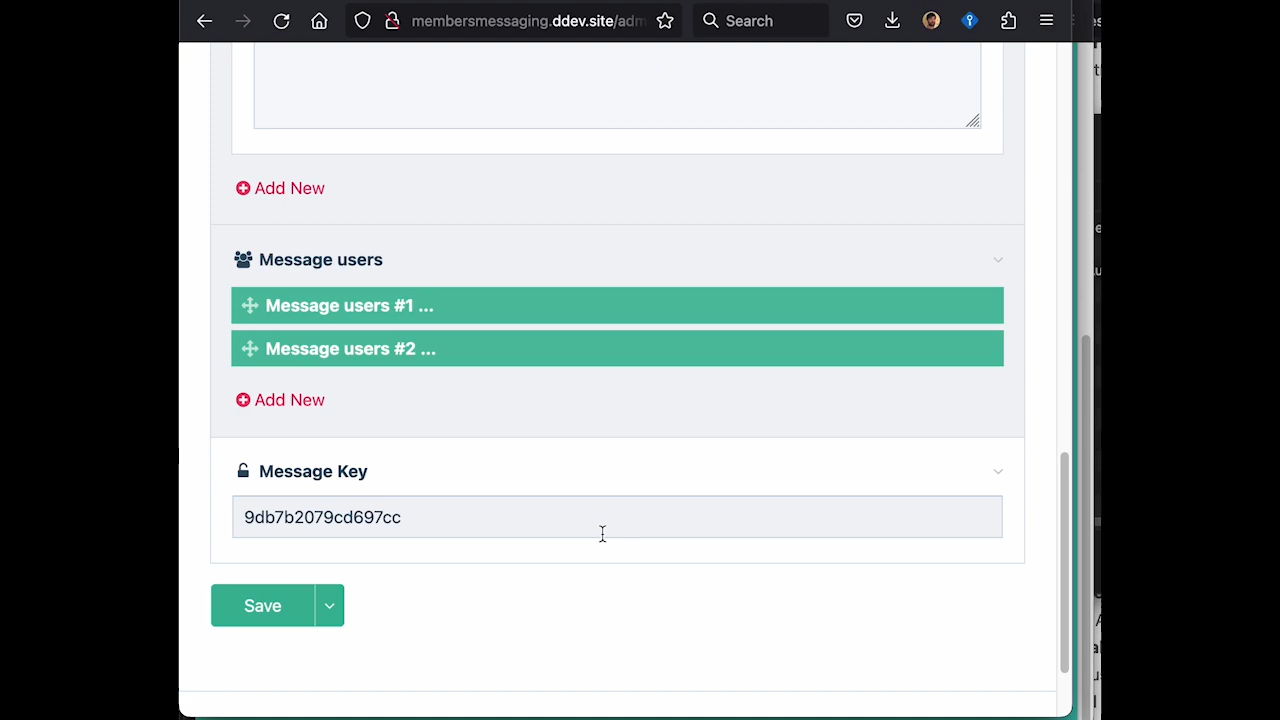 membersmessaging.ddev.site/adm
Search
Add New
Message users
Message users #1 ...
Message users #2 ...
Add New
Message Key
9db7b2079cd697cc
Save